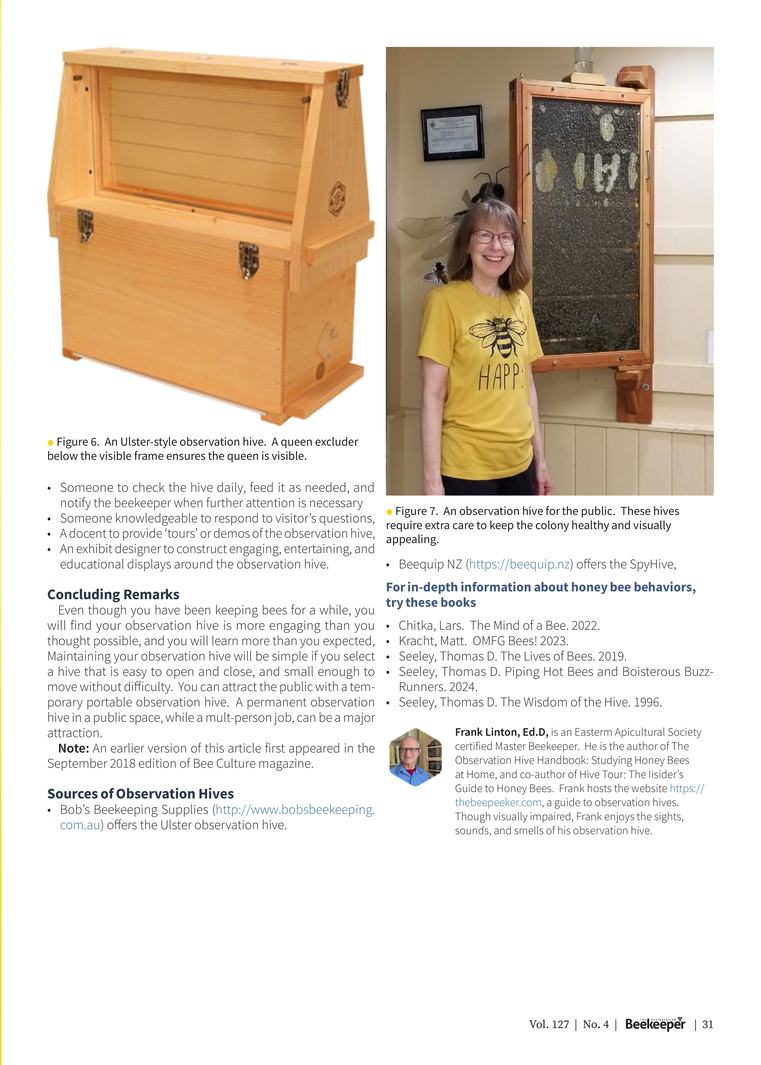 Figure 6.  An Ulster-style observation hive.  A queen excluder
below the visible frame ensures the queen is visible.
• Someone to check the hive daily, feed it as needed, and
notify the beekeeper when further attention is necessary
• Someone knowledgeable to respond to visitor's questions,
• A docent to provide 'tours' or demos of the observation hive,
• An exhibit designer to construct engaging, entertaining, and
educational displays around the observation hive.
Concluding Remarks
Even though you have been keeping bees for a while, you
will find your observation hive is more engaging than you
thought possible, and you will learn more than you expected,
Maintaining your observation hive will be simple if you select
a hive that is easy to open and close, and small enough to
move without difficulty.  You can attract the public with a tem-
porary portable observation hive.  A permanent observation
hive in a public space, while a mult-person job, can be a major
attraction.
Note: An earlier version of this article first appeared in the
September 2018 edition of Bee Culture magazine.
Sources of Observation Hives
• Bob's Beekeeping Supplies (http://www.bobsbeekeeping.
com.au) offers the Ulster observation hive.
HAPP
Figure 7.  An observation hive for the public.  These hives
require extra care to keep the colony healthy and visually
appealing.
• Beequip NZ (https://beequip.nz) offers the SpyHive,
For in-depth information about honey bee behaviors,
try these books
• Chitka, Lars.  The Mind of a Bee. 2022.
• Kracht, Matt.  OMFG Bees! 2023.
• Seeley, Thomas D. The Lives of Bees. 2019.
• Seeley, Thomas D. Piping Hot Bees and Boisterous Buzz-
Runners. 2024.
• Seeley, Thomas D. The Wisdom of the Hive. 1996.
Frank Linton, Ed.D, is an Easterm Apicultural Society
certified Master Beekeeper.  He is the author of The
Observation Hive Handbook: Studying Honey Bees
at Home, and co-author of Hive Tour: The Iisider's
Guide to Honey Bees.  Frank hosts the website https://
thebeepeeker.com, a guide to observation hives.
Though visually impaired, Frank enjoys the sights,
sounds, and smells of his observation hive.
Vol. 127 | No. 4 | Beekeeper | 31